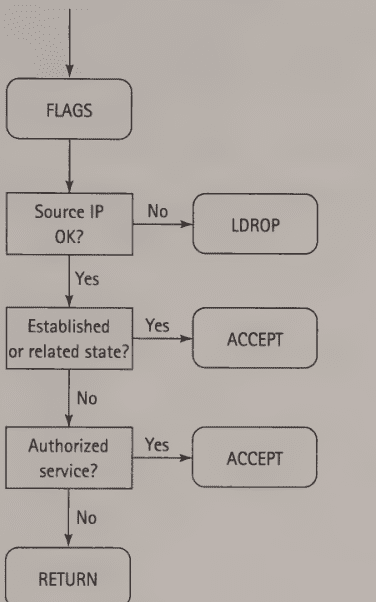 FLAGS
Source IP
OK?
No
LDROP
Yes
Established
or related state?
Yes
ACCEPT
No
Authorized
service?
Yes
ACCEPT
No
RETURN